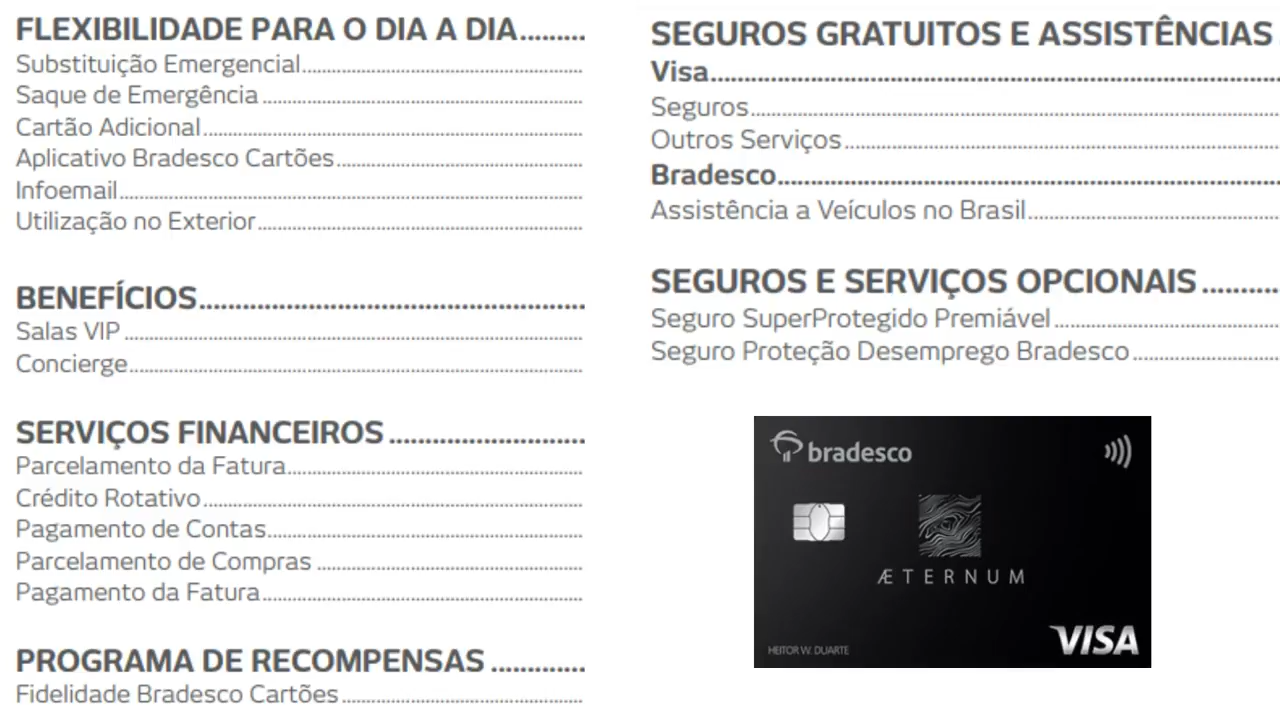 FLEXIBILIDADE PARA O DIA A DIA.........
Substituição Emergencial
Saque de Emergência
Cartão Adicional
Aplicativo Bradesco Cartões
Infoemail
Utilização no Exterior
BENEFÍCIOS
Salas VIP
Concierge
SERVIÇOS FINANCEIROS
Parcelamento da Fatura
Crédito Rotativo
Pagamento de Contas
Parcelamento de Compras
Pagamento da Fatura
PROGRAMA DE RECOMPENSAS
Fidelidade Bradesco Cartões
SEGUROS GRATUITOS E ASSISTÊNCIAS
Visa
Seguros
Outros Serviços
Bradesco
Assistência a Veículos no Brasil
SEGUROS E SERVIÇOS OPCIONAIS
Seguro SuperProtegido Premiável
Seguro Proteção Desemprego Bradesco
bradesco
ÆTERNUM
HEITOR W. DUARTE
VISA